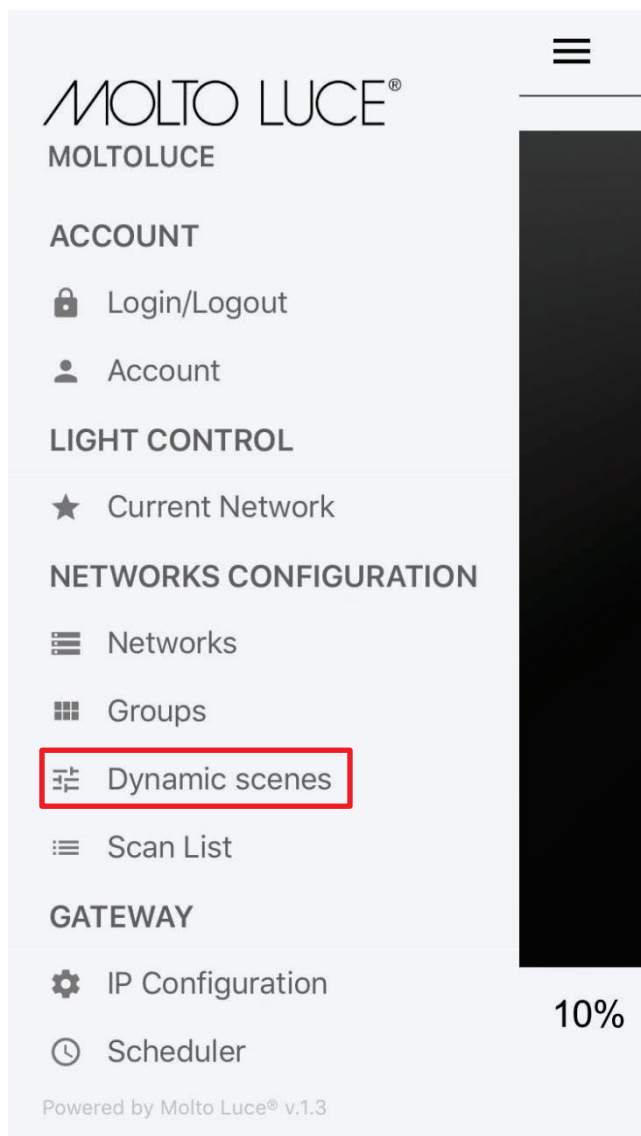 MOLTO LUCE®
MOLTOLUCE
ACCOUNT
Login/Logout
Account
LIGHT CONTROL
Current Network
NETWORKS CONFIGURATION
Networks
Groups
Dynamic scenes
Scan List
GATEWAY
IP Configuration
10%
Scheduler
Powered by Molto Luce® v.1.3